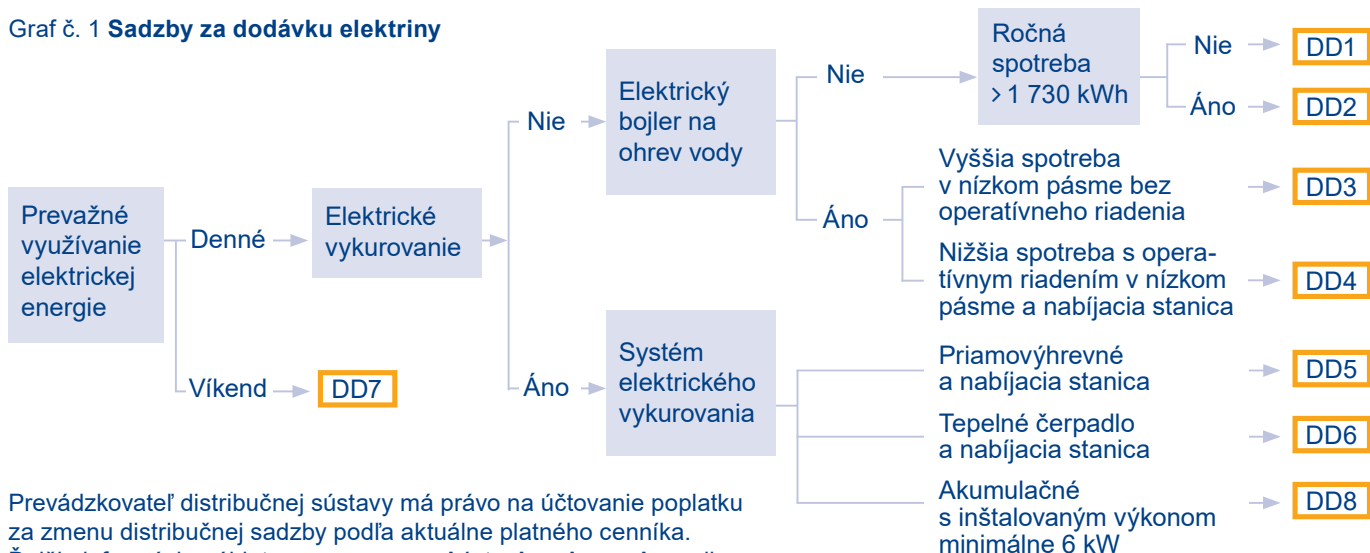 Graf č. 1 Sadzby za dodávku elektriny
Prevažné
využívanie
elektrickej
energie
Denné
Víkend
DD7
Elektrické
vykurovanie
Nie
Áno
Elektrický
bojler na
ohrev vody
Nie
Áno
Ročná
spotreba
> 1 730 kWh
Nie
DD1
Áno
DD2
Vyššia spotreba
v nízkom pásme bez
operatívneho riadenia
DD3
Nižšia spotreba s opera-
tívnym riadením v nízkom
pásme a nabíjacia stanica
DD4
Systém
elektrického
vykurovania
Priamovýhrevné
a nabíjacia stanica
DD5
Tepelné čerpadlo
a nabíjacia stanica
DD6
Akumulačné
s inštalovaným výkonom
minimálne 6 kW
DD8
Prevádzkovateľ distribučnej sústavy má právo na účtovanie poplatku
za zmenu distribučnej sadzby podľa aktuálne platného cenníka.